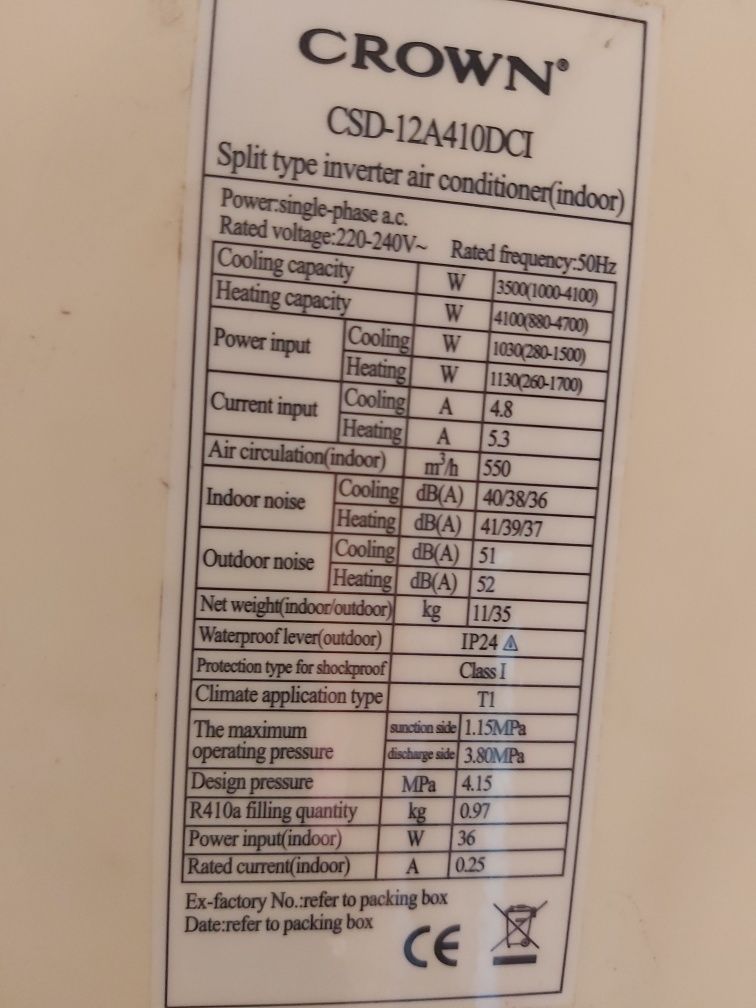 CROWN®
CSD-12A410DCI
Split type inverter air conditioner(indoor)
Power:single-phase a.c.
Rated voltage:220-240V~ Rated frequency:50Hz
Cooling capacity W 3500(1000-4100)
Heating capacity W 4100(880-4700)
Power input Cooling W 1030(280-1500)
Heating W 1130(260-1700)
Current input Cooling A 4.8
Heating A 5.3
Air circulation(indoor) m³/h 550
Indoor noise Cooling dB(A) 40/38/36
Heating dB(A) 41/39/37
Outdoor noise Cooling dB(A) 51
Heating dB(A) 52
Net weight(indoor/outdoor) kg 11/35
Waterproof lever(outdoor) IP24
Protection type for shockproof Class I
Climate application type T1
The maximum operating pressure sunction side 1.15MPa
discharge side 3.80MPa
Design pressure MPa 4.15
R410a filling quantity kg 0.97
Power input(indoor) W 36
Rated current(indoor) A 0.25
Ex-factory No.:refer to packing box
Date:refer to packing box
CE